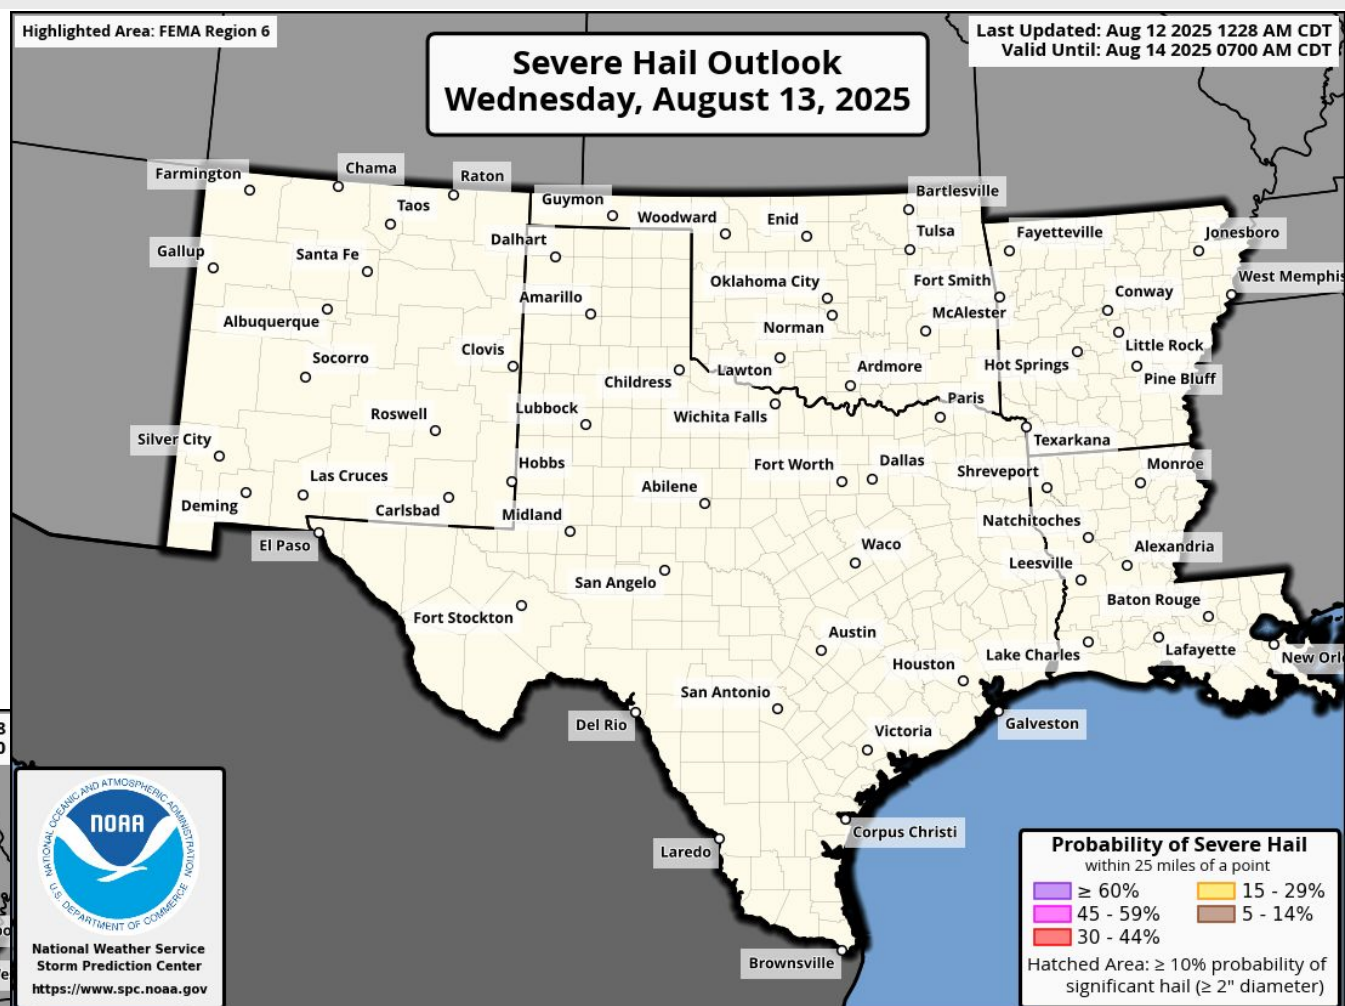 Highlighted Area: FEMA Region 6
Last Updated: Aug 12 2025 1228 AM CDT
Valid Until: Aug 14 2025 0700 AM CDT
Severe Hail Outlook
Wednesday, August 13, 2025
Farmington
Chama
Raton
Taos
Guymon
Woodward
Enid
Bartlesville
Tulsa
Fayetteville
Jonesboro
Gallup
Santa Fe
Dalhart
Oklahoma City
Fort Smith
West Memphis
Albuquerque
Amarillo
Norman
McAlester
Conway
Little Rock
Socorro
Clovis
Childress
Lawton
Ardmore
Hot Springs
Pine Bluff
Roswell
Lubbock
Wichita Falls
Paris
Texarkana
Silver City
Las Cruces
Hobbs
Abilene
Fort Worth
Dallas
Shreveport
Monroe
Deming
Carlsbad
Midland
Natchitoches
El Paso
San Angelo
Waco
Leesville
Alexandria
Fort Stockton
Austin
Baton Rouge
Houston
Lake Charles
Lafayette
New Orl
San Antonio
Del Rio
Victoria
Galveston
Laredo
Corpus Christi
Brownsville
8
0
NATIONAL OCEANIC AND ATMOSPHERIC ADMINISTRATION
NOAA
U.S. DEPARTMENT OF COMMERCE
National Weather Service
Storm Prediction Center
https://www.spc.noaa.gov
Probability of Severe Hail
within 25 miles of a point
≥ 60%
15 - 29%
45 - 59%
5 - 14%
30 - 44%
Hatched Area: ≥ 10% probability of
significant hail (≥ 2" diameter)